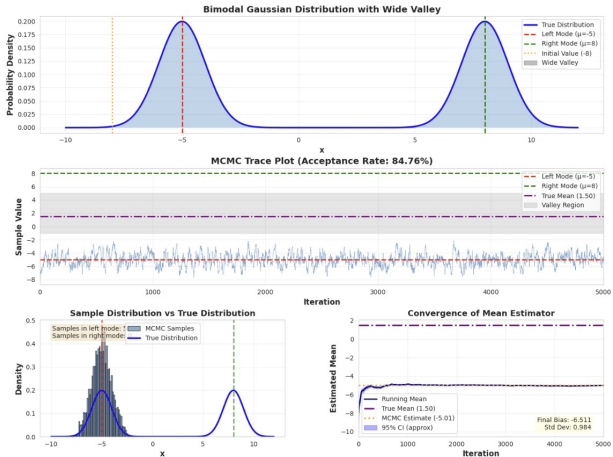 Bimodal Gaussian Distribution with Wide Valley
Probability Density
0.200
0.175
0.150
0.125
0.100
0.075
0.050
0.025
0.000
-10
-5
0
5
10
x
True Distribution
Left Mode (μ=-5)
Right Mode (μ=8)
Initial Value (-8)
Wide Valley
MCMC Trace Plot (Acceptance Rate: 84.76%)
Sample Value
8
6
4
2
0
−2
−4
−6
−8
0
1000
2000
3000
4000
5000
Iteration
Left Mode (μ=-5)
Right Mode (μ=8)
True Mean (1.50)
Valley Region
Sample Distribution vs True Distribution
Density
0.5
0.4
0.3
0.2
0.1
0.0
−10
−5
0
5
10
x
Samples in left mode:
Samples in right mode:
MCMC Samples
True Distribution
Convergence of Mean Estimator
Estimated Mean
2
0
−2
−4
−6
−8
−10
0
1000
2000
3000
4000
5000
Iteration
Running Mean
True Mean (1.50)
MCMC Estimate (-5.01)
95% CI (approx)
Final Bias: -6.511
Std Dev: 0.984